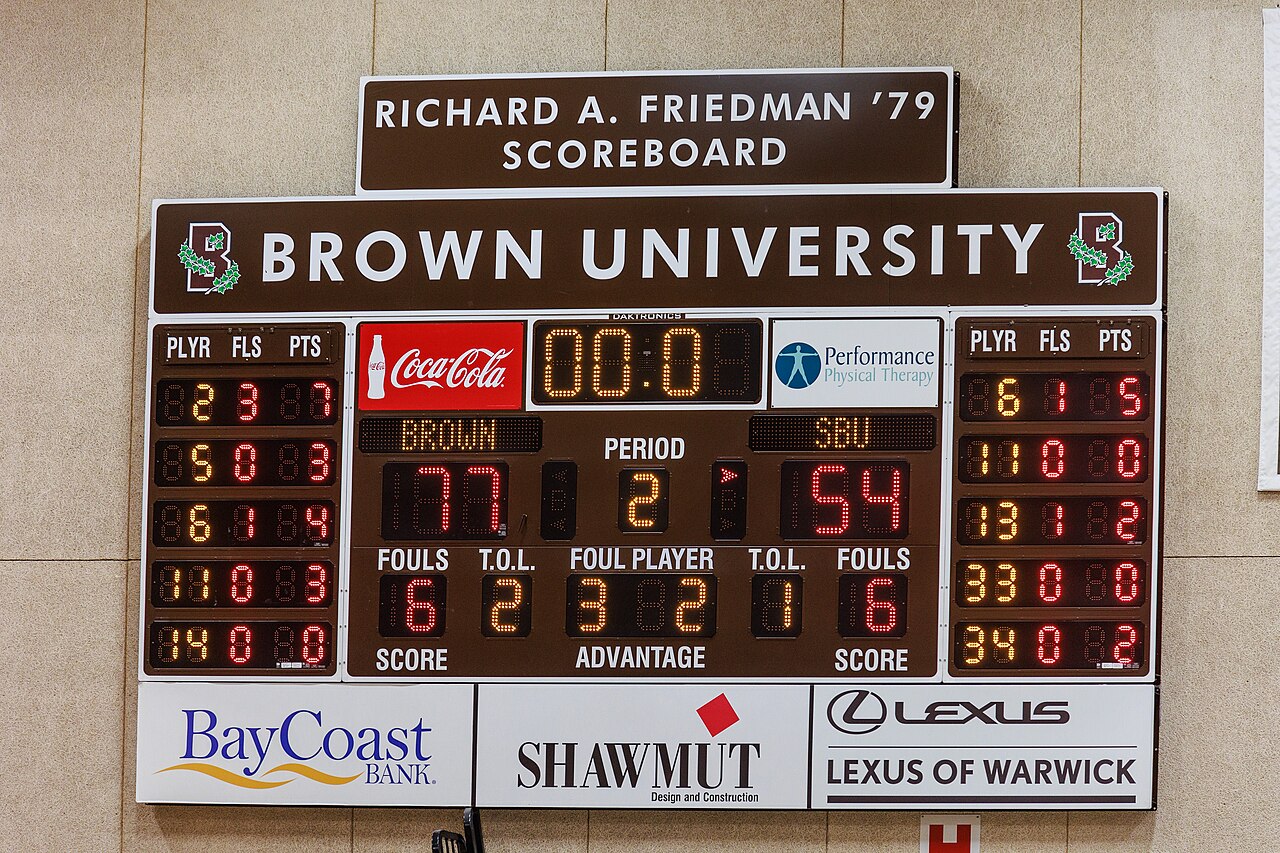 RICHARD A. FRIEDMAN '79
SCOREBOARD
B BROWN UNIVERSITY B
PLYR FLS PTS
2 3 7
5 0 3
6 1 4
11 0 3
14 0 0
Coca-Cola
DAKTRONICS
00.0
Performance
Physical Therapy
BROWN
PERIOD
SBU
77
2
54
FOULS T.O.L. FOUL PLAYER T.O.L. FOULS
6 2 3 2 1 6
SCORE ADVANTAGE SCORE
PLYR FLS PTS
6 1 5
11 0 0
13 1 2
33 0 0
34 0 2
BayCoast
BANK.
SHAWMUT
Design and Construction
LEXUS
LEXUS OF WARWICK